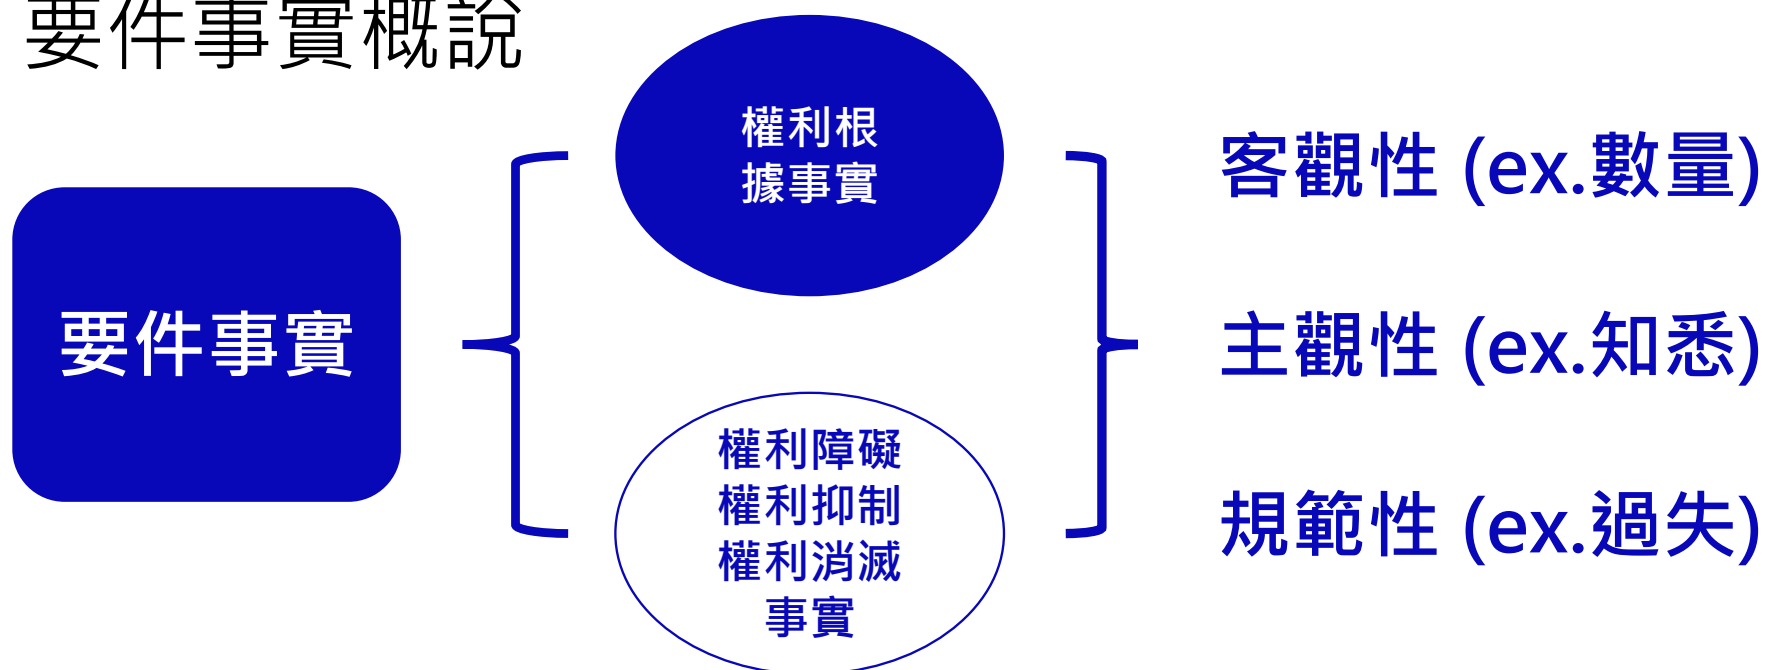 要件事實概說
要件事實
權利根
據事實
權利障礙
權利抑制
權利消滅
事實
客觀性 (ex.數量)
主觀性 (ex.知悉)
規範性 (ex.過失)